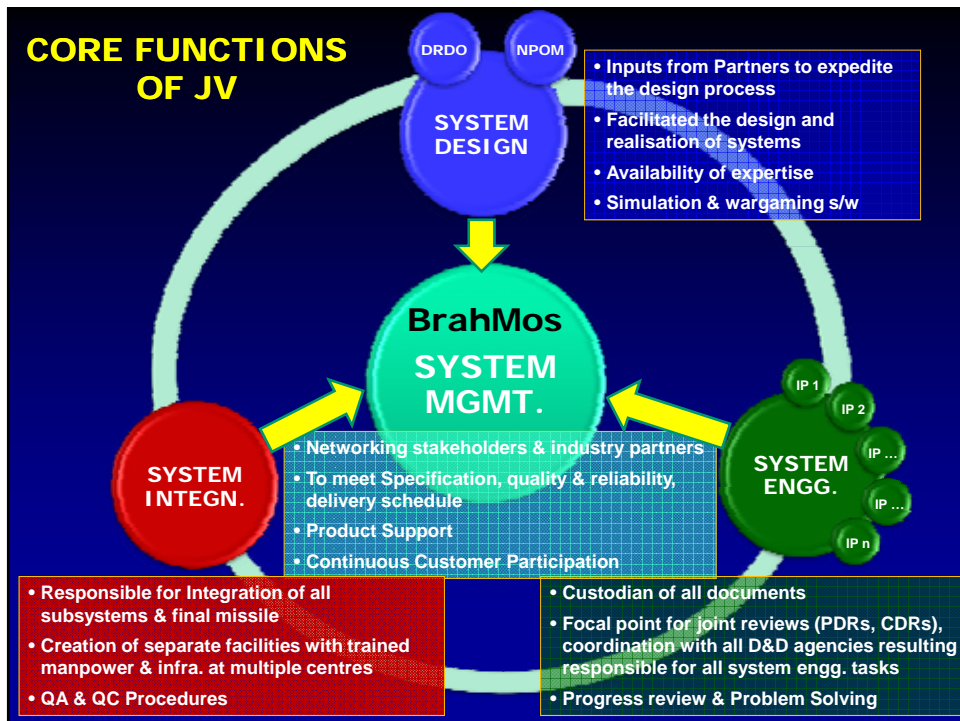 CORE FUNCTIONS
OF JV
DRDO
NPOM
SYSTEM
DESIGN
• Inputs from Partners to expedite
the design process
• Facilitated the design and
realisation of systems
• Availability of expertise
• Simulation & wargaming s/w
BrahMos
SYSTEM
MGMT.
• Networking stakeholders & industry partners
• To meet Specification, quality & reliability,
delivery schedule
• Product Support
• Continuous Customer Participation
SYSTEM
INTEGN.
SYSTEM
ENGG.
IP 1
IP 2
IP ...
IP ...
IP n
• Responsible for Integration of all
subsystems & final missile
• Creation of separate facilities with trained
manpower & infra. at multiple centres
• QA & QC Procedures
• Custodian of all documents
• Focal point for joint reviews (PDRs, CDRs),
coordination with all D&D agencies resulting
responsible for all system engg. tasks
• Progress review & Problem Solving